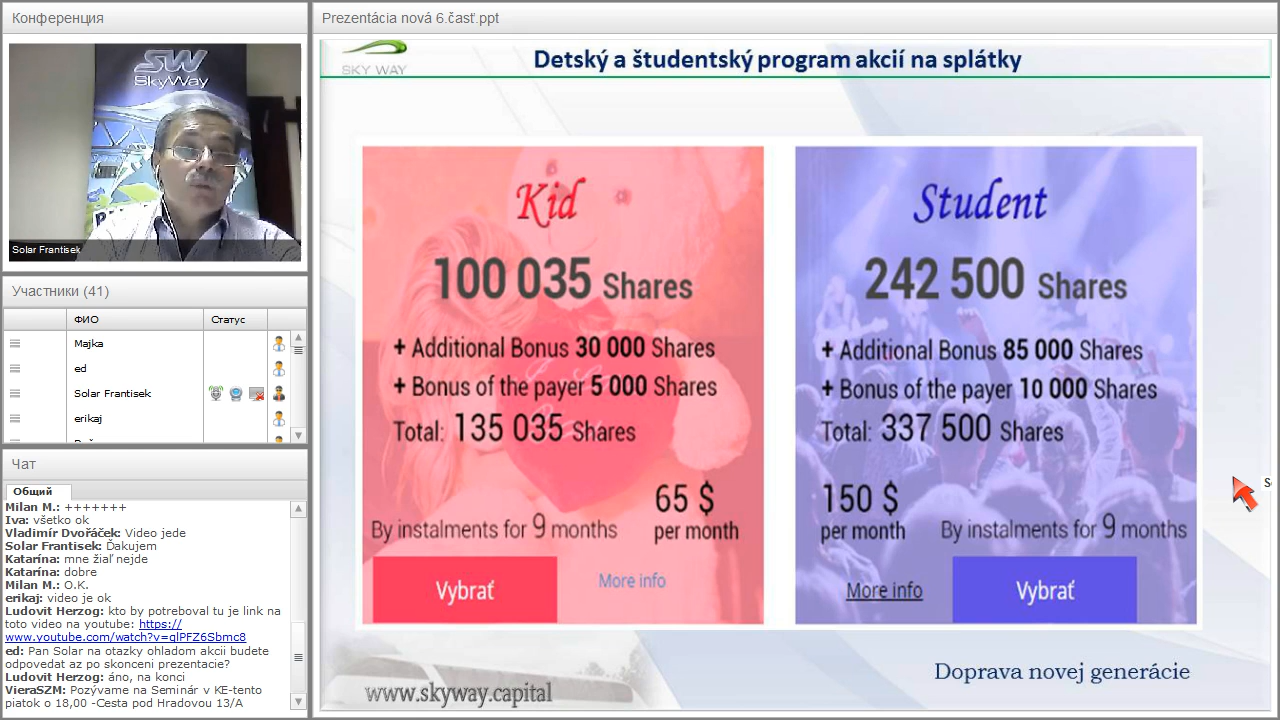 Конференция
SW
SkyWay
Solar Frantisek
Участники (41)
ФИО
Статус
Majka
ed
Solar Frantisek
erikaj
Чат
Общий
Milan M.: +++++++
Iva: všetko ok
Vladimír Dvořáček: Video jede
Solar Frantisek: Ďakujem
Katarína: mne žiaľ nejde
Katarína: dobre
Milan M.: O.K.
erikaj: video je ok
Ludovit Herzog: kto by potreboval tu je link na
toto video na youtube: https://
www.youtube.com/watch?v=qlPFZ6Sbmc8
ed: Pan Solar na otazky ohladom akcii budete
odpovedat az po skonceni prezentacie?
Ludovit Herzog: áno, na konci
VieraSZM: Pozývame na Seminár v KE-tento
piatok o 18,00 -Cesta pod Hradovou 13/A
Prezentácia nová 6.časť.ppt
SKY WAY
Detský a študentský program akcií na splátky
Kid
100 035 Shares
+ Additional Bonus 30 000 Shares
+ Bonus of the payer 5 000 Shares
Total: 135 035 Shares
65 $
By instalments for 9 months
per month
Vybrať
More info
Student
242 500 Shares
+ Additional Bonus 85 000 Shares
+ Bonus of the payer 10 000 Shares
Total: 337 500 Shares
150 $
per month
By instalments for 9 months
More info
Vybrať
Doprava novej generácie
www.skyway.capital